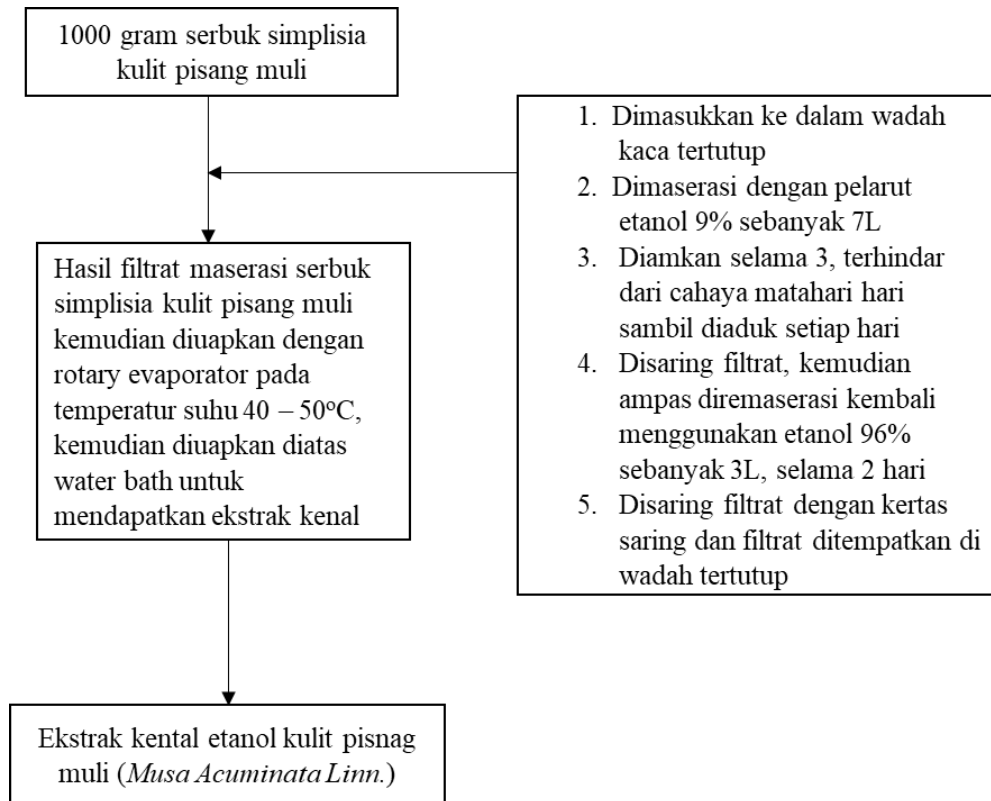 1000 gram serbuk simplisia
kulit pisang muli
1. Dimasukkan ke dalam wadah
kaca tertutup
2. Dimaserasi dengan pelarut
etanol 9% sebanyak 7L
3. Diamkan selama 3, terhindar
dari cahaya matahari hari
sambil diaduk setiap hari
4. Disaring filtrat, kemudian
ampas diremaserasi kembali
menggunakan etanol 96%
sebanyak 3L, selama 2 hari
5. Disaring filtrat dengan kertas
saring dan filtrat ditempatkan di
wadah tertutup
Hasil filtrat maserasi serbuk
simplisia kulit pisang muli
kemudian diuapkan dengan
rotary evaporator pada
temperatur suhu 40 – 50°C,
kemudian diuapkan diatas
water bath untuk
mendapatkan ekstrak kenal
Ekstrak kental etanol kulit pisnag
muli (Musa Acuminata Linn.)